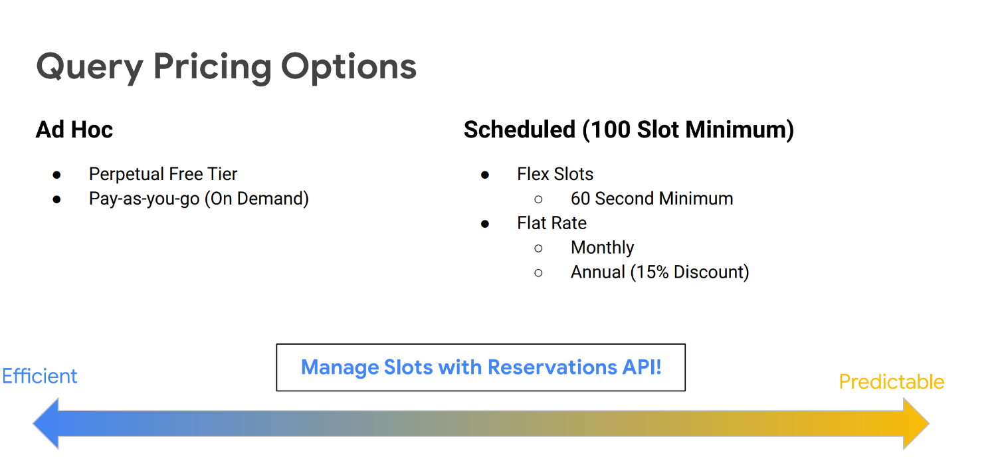 Query Pricing Options
Ad Hoc
● Perpetual Free Tier
● Pay-as-you-go (On Demand)
Scheduled (100 Slot Minimum)
● Flex Slots
○ 60 Second Minimum
● Flat Rate
○ Monthly
○ Annual (15% Discount)
Manage Slots with Reservations API!
Efficient
Predictable